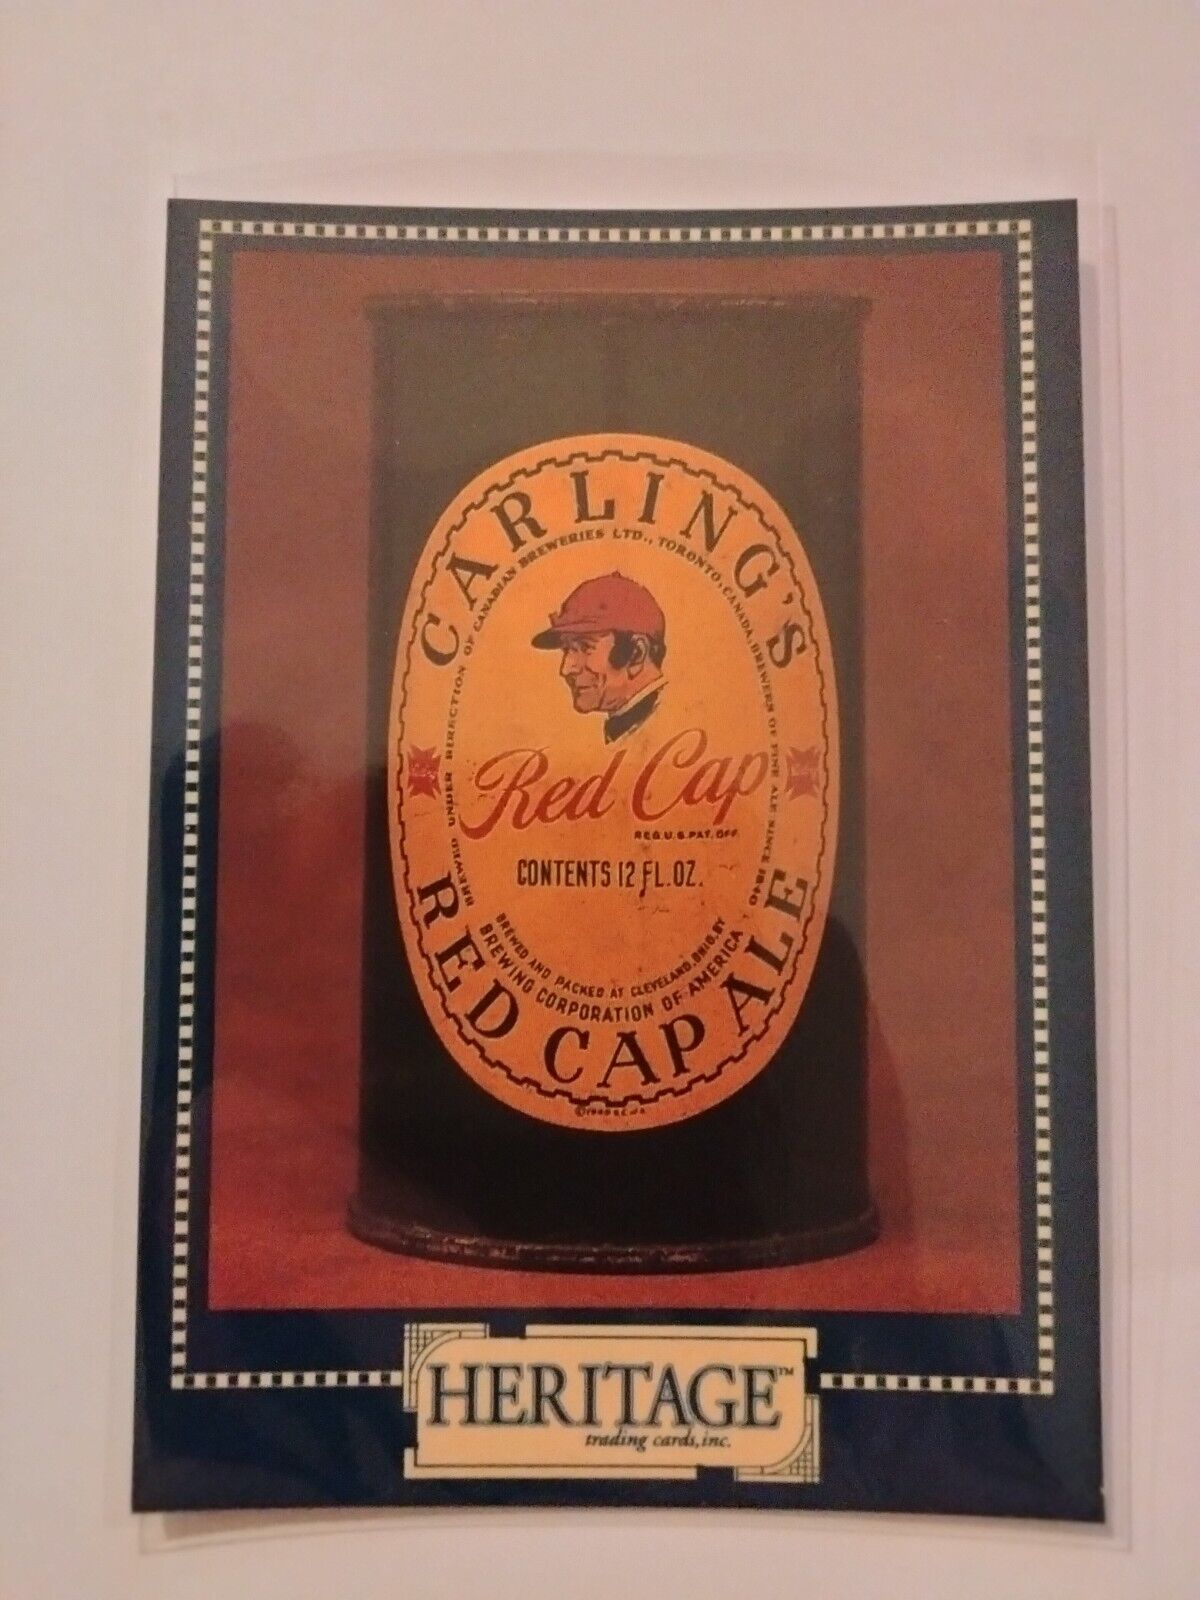 CARLING'S
BREWED UNDER DIRECTION OF CANADIAN BREWERIES LTD., TORONTO, CANADA, BREWERS OF FINE ALE SINCE 1840
Red Cap
REG. U.S. PAT. OFF.
CONTENTS 12 FL. OZ.
BREWED AND PACKED AT CLEVELAND, OHIO, BY
BREWING CORPORATION OF AMERICA
RED CAP ALE
HERITAGE™
trading cards, inc.